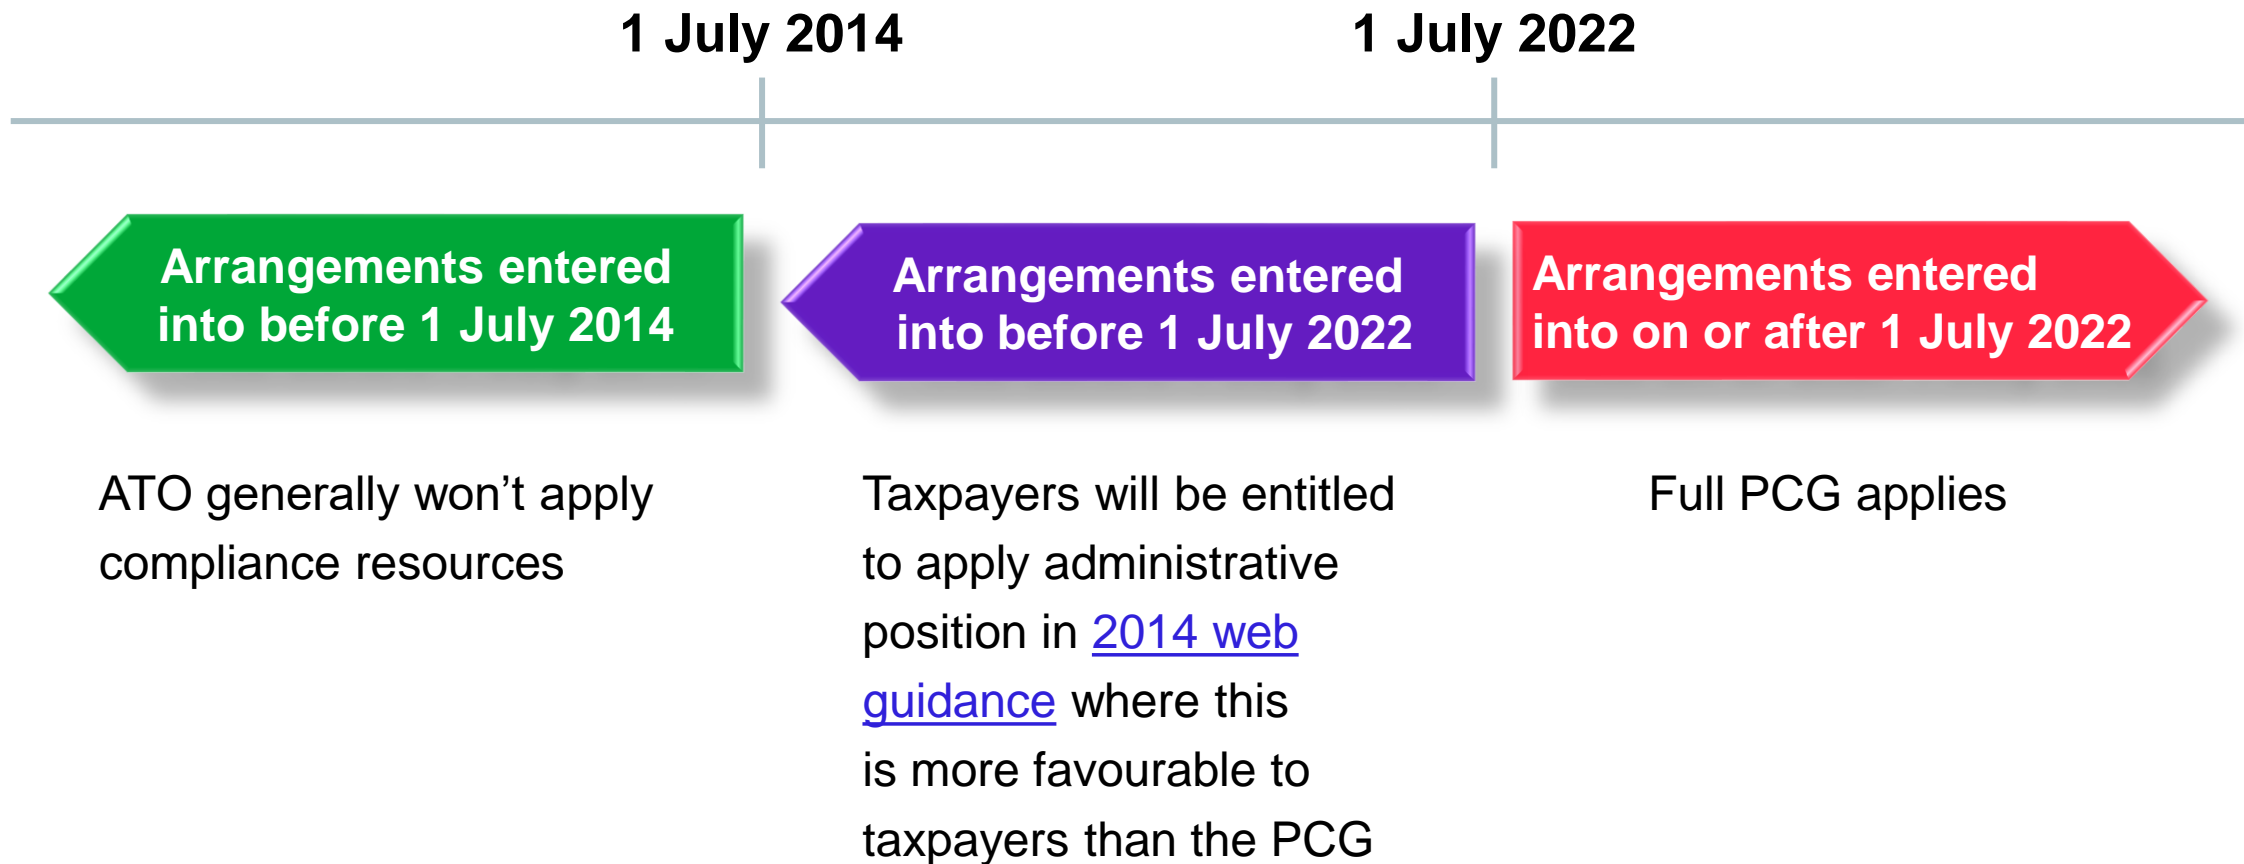 1 July 2014
1 July 2022
Arrangements entered
into before 1 July 2014
Arrangements entered
into before 1 July 2022
Arrangements entered
into on or after 1 July 2022
ATO generally won’t apply
compliance resources
Taxpayers will be entitled
to apply administrative
position in 2014 web
guidance where this
is more favourable to
taxpayers than the PCG
Full PCG applies